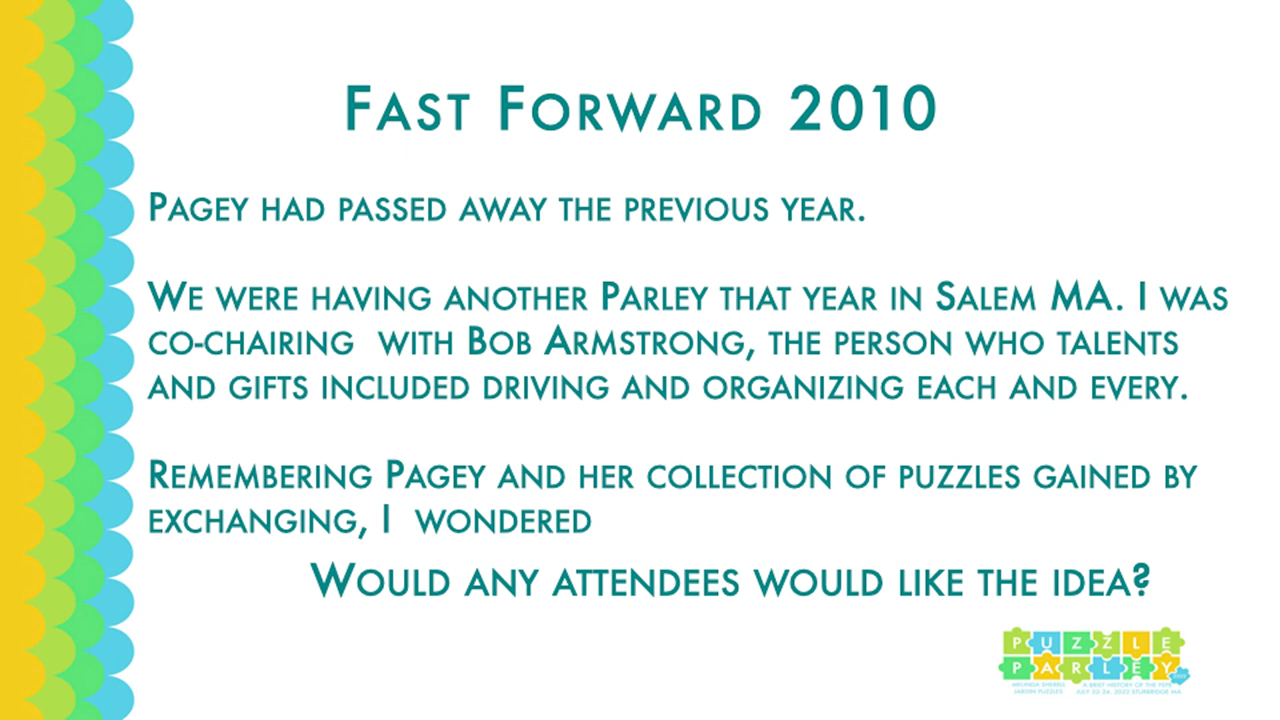 Fast Forward 2010
Pagey had passed away the previous year.
We were having another Parley that year in Salem MA. I was
co-chairing with Bob Armstrong, the person who talents
and gifts included driving and organizing each and every.
Remembering Pagey and her collection of puzzles gained by
exchanging, I wondered
Would any attendees would like the idea?
PUZZLE
PARLEY